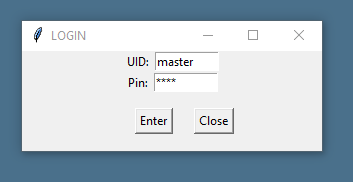 LOGIN
UID: master
Pin: ****
Enter Close